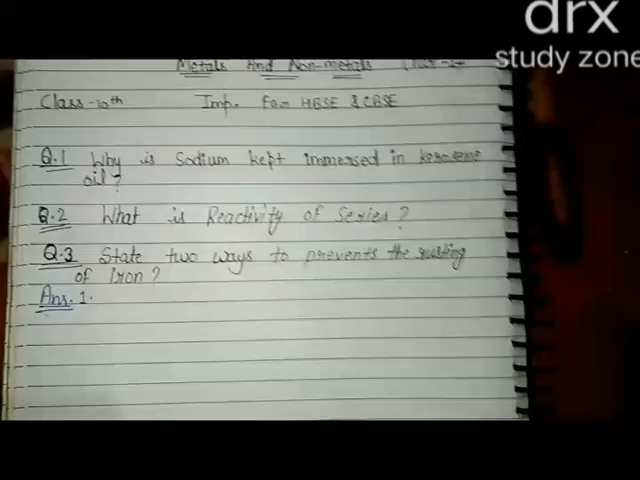 drx
study zone
Metals And Non-metals
Class-10th Imp. Fom HBSE & CBSE
Q.1 Why is Sodium kept immersed in kerosene
oil?
Q.2 What is Reactivity of Series?
Q.3 State two ways to prevents the rusting
of iron?
Ans. 1.